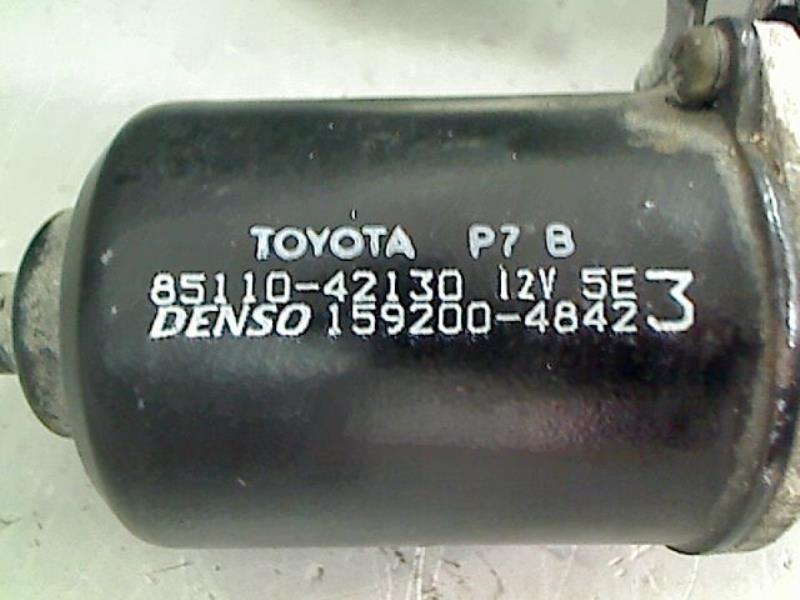 TOYOTA P7 B
85110-42130 12V 5E 3
DENSO 159200-4842